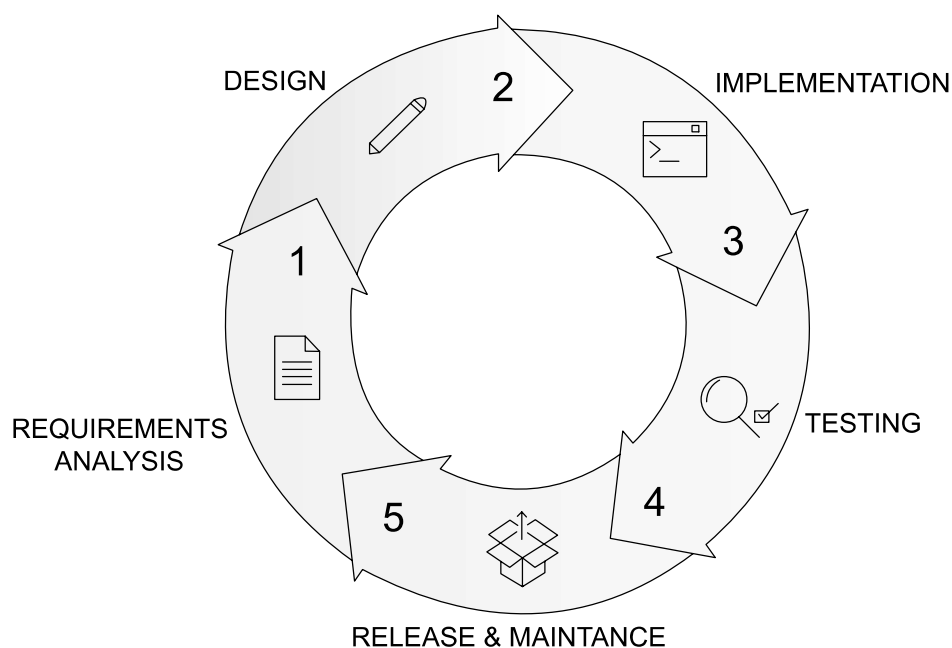 DESIGN
2
IMPLEMENTATION
1
3
REQUIREMENTS
ANALYSIS
TESTING
5
4
RELEASE & MAINTANCE